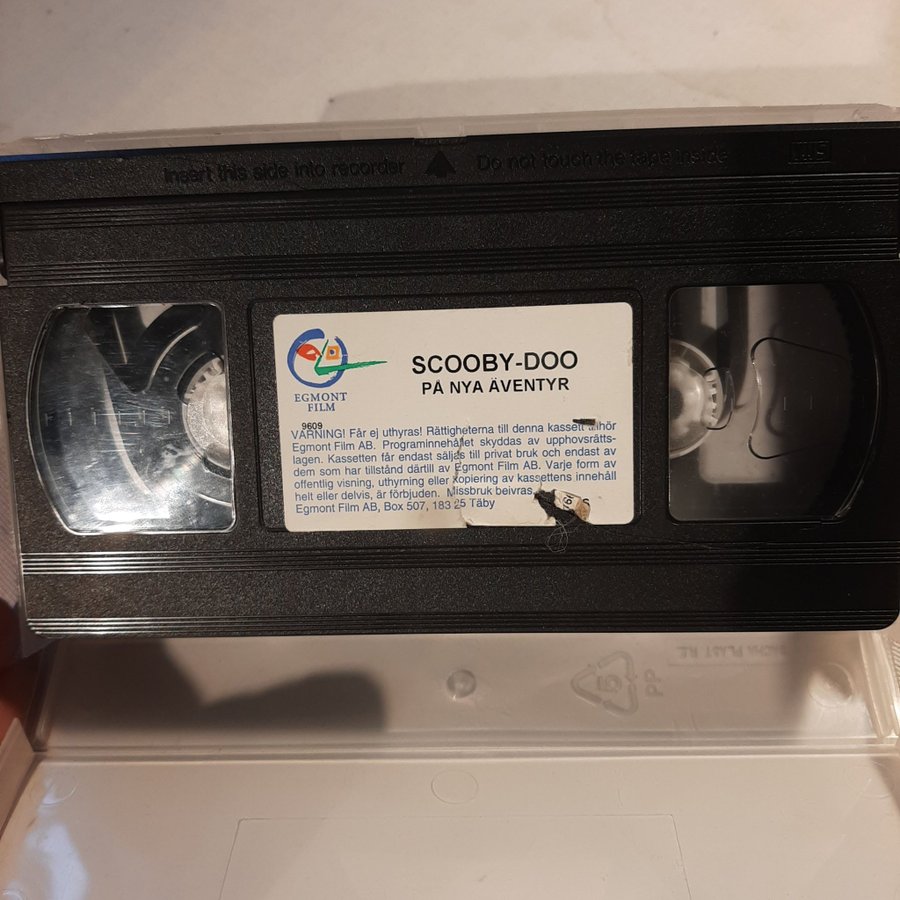 Insert this side into recorder Do not touch the tape inside VHS
EGMONT
FILM
SCOOBY-DOO
PÅ NYA ÄVENTYR
9609
VARNING! Får ej uthyras! Rättigheterna till denna kassett
Egmont Film AB. Programinnehållet skyddas av upphovsrätts-
lagen. Kassetten får endast säljas till privat bruk och endast av
dem som har tillstånd därtill av Egmont Film AB. Varje form av
offentlig visning, uthyrning eller kopiering av kassettens innehåll
helt eller delvis, är förbjuden. Missbruk beivras
Egmont Film AB, Box 507, 183 25 Täby
PLAST
5
PP